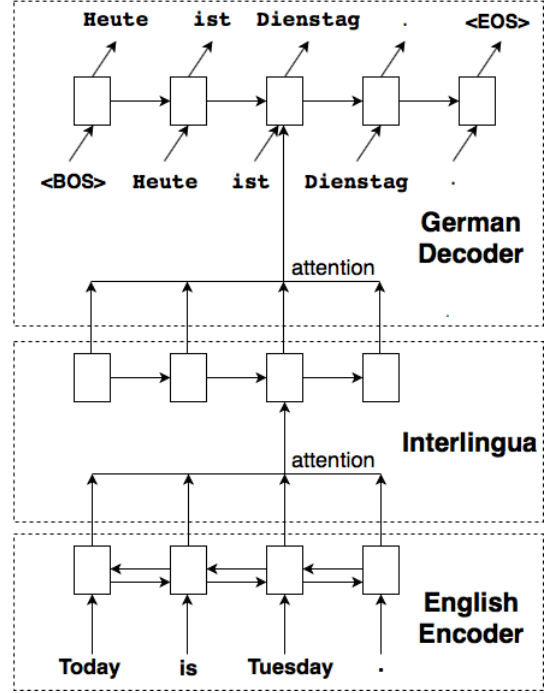 Heute ist Dienstag . <EOS>
<BOS> Heute ist Dienstag .
German
Decoder
attention
Interlingua
attention
English
Encoder
Today is Tuesday .